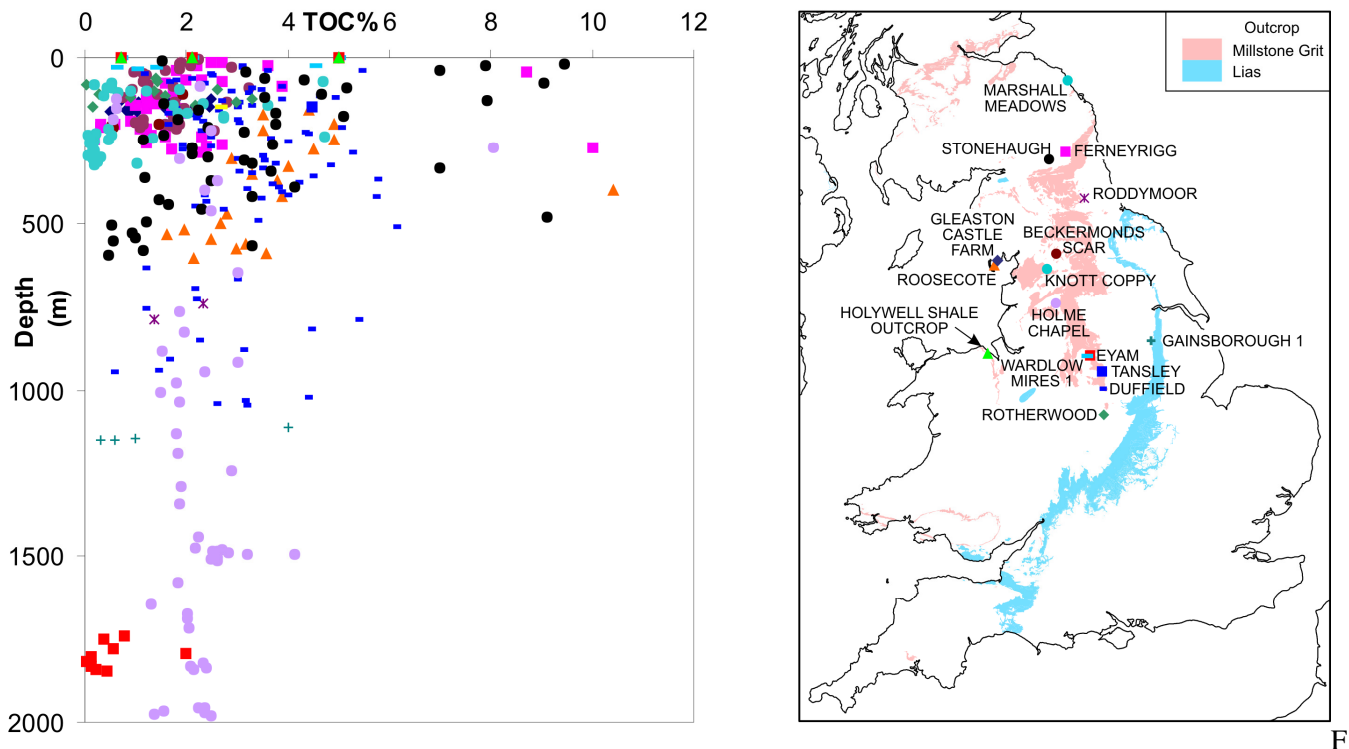 0 2 4 TOC% 6 8 10 12
0
500
1000
1500
2000
Depth
(m)
Outcrop
Millstone Grit
Lias
MARSHALL
MEADOWS
STONEHAUGH
FERNEYRIGG
RODDYMOOR
GLEASTON
CASTLE
FARM
BECKERMONDS
SCAR
ROOSECOTE
KNOTT COPPY
HOLYWELL SHALE
OUTCROP
HOLME
CHAPEL
GAINSBOROUGH 1
WARDLOW
MIRES 1
EYAM
TANSLEY
DUFFIELD
ROTHERWOOD
F